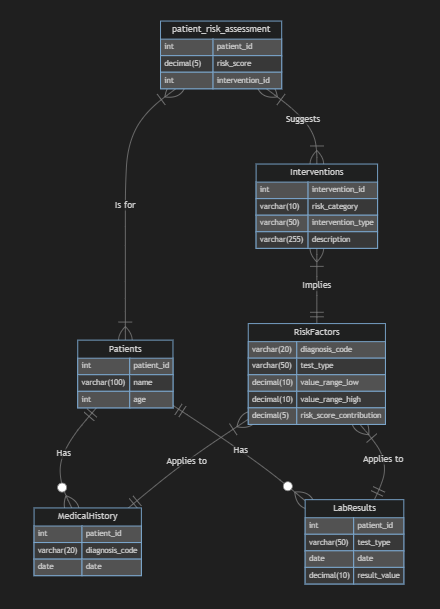 patient_risk_assessment
int patient_id
decimal(5) risk_score
int intervention_id
Suggests
Interventions
int intervention_id
varchar(10) risk_category
varchar(50) intervention_type
varchar(255) description
Is for
Implies
RiskFactors
varchar(20) diagnosis_code
varchar(50) test_type
decimal(10) value_range_low
decimal(10) value_range_high
decimal(5) risk_score_contribution
Patients
int patient_id
varchar(100) name
int age
Has
Applies to
Has
Applies to
MedicalHistory
int patient_id
varchar(20) diagnosis_code
date date
LabResults
int patient_id
varchar(50) test_type
date date
decimal(10) result_value